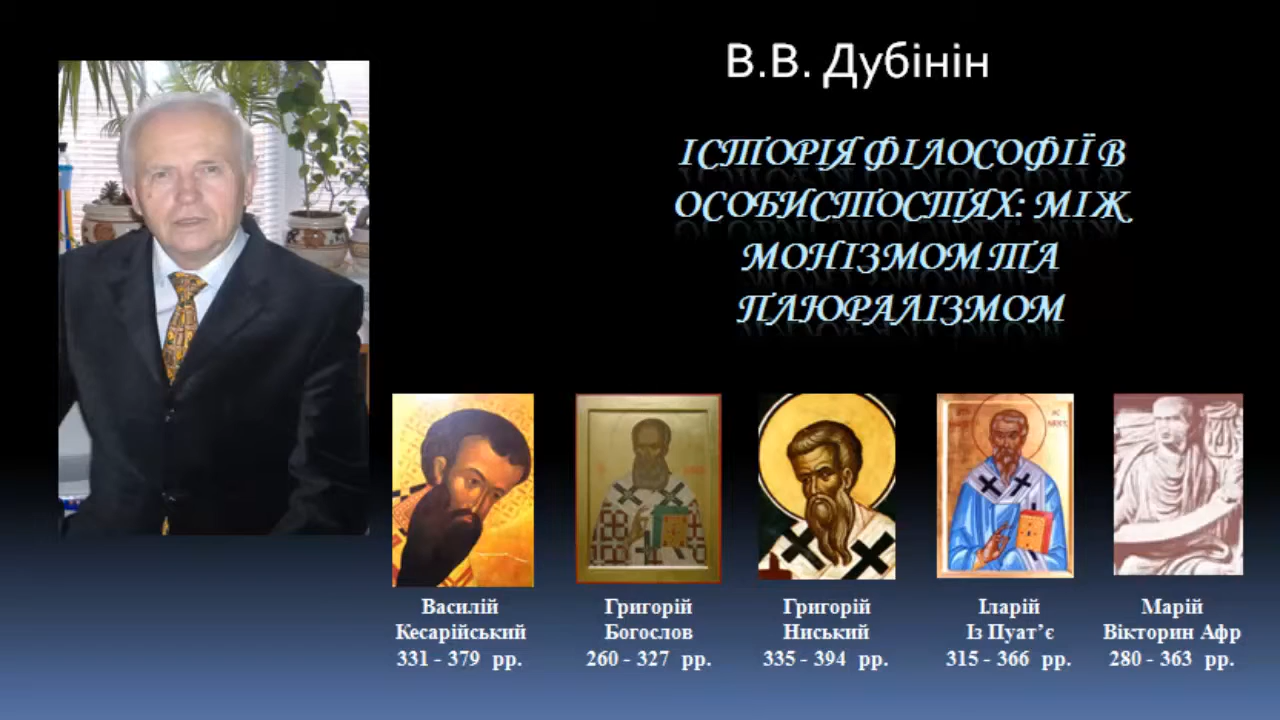 В.В. Дубінін
ІСТОРІЯ ФІЛОСОФІЇ В
ОСОБИСТОСТЯХ: МІЖ
МОНІЗМОМ ТА
ПЛЮРАЛІЗМОМ
Василій
Кесарійський
331 - 379 рр.
Григорій
Богослов
260 - 327 рр.
Григорій
Ниський
335 - 394 рр.
Іларій
Із Пуат’є
315 - 366 рр.
Марій
Вікторин Афр
280 - 363 рр.